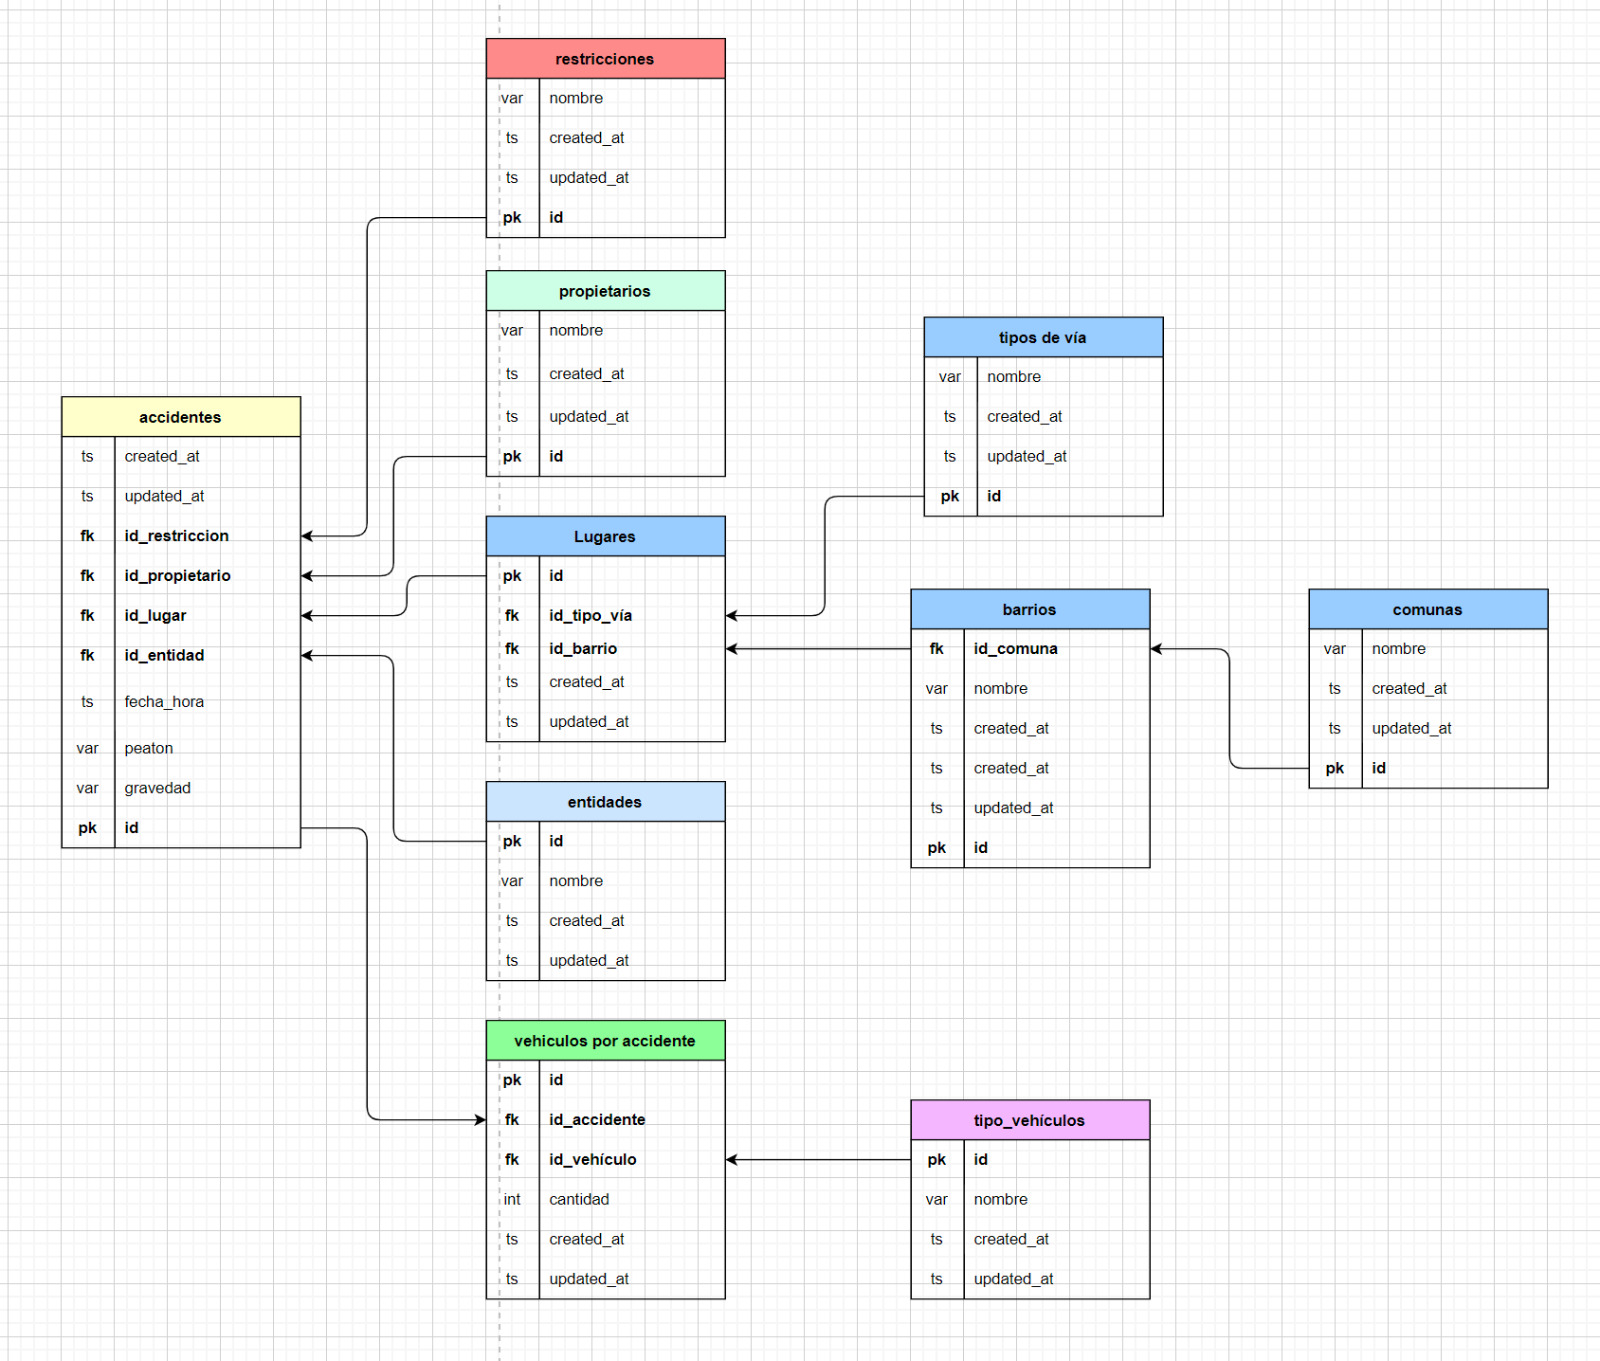 restricciones
var nombre
ts created_at
ts updated_at
pk id
propietarios
var nombre
ts created_at
ts updated_at
pk id
tipos de vía
var nombre
ts created_at
ts updated_at
pk id
accidentes
ts created_at
ts updated_at
fk id_restriccion
fk id_propietario
fk id_lugar
fk id_entidad
ts fecha_hora
var peaton
var gravedad
pk id
Lugares
pk id
fk id_tipo_vía
fk id_barrio
ts created_at
ts updated_at
barrios
fk id_comuna
var nombre
ts created_at
ts created_at
ts updated_at
pk id
comunas
var nombre
ts created_at
ts updated_at
pk id
entidades
pk id
var nombre
ts created_at
ts updated_at
vehiculos por accidente
pk id
fk id_accidente
fk id_vehículo
int cantidad
ts created_at
ts updated_at
tipo_vehículos
pk id
var nombre
ts created_at
ts updated_at